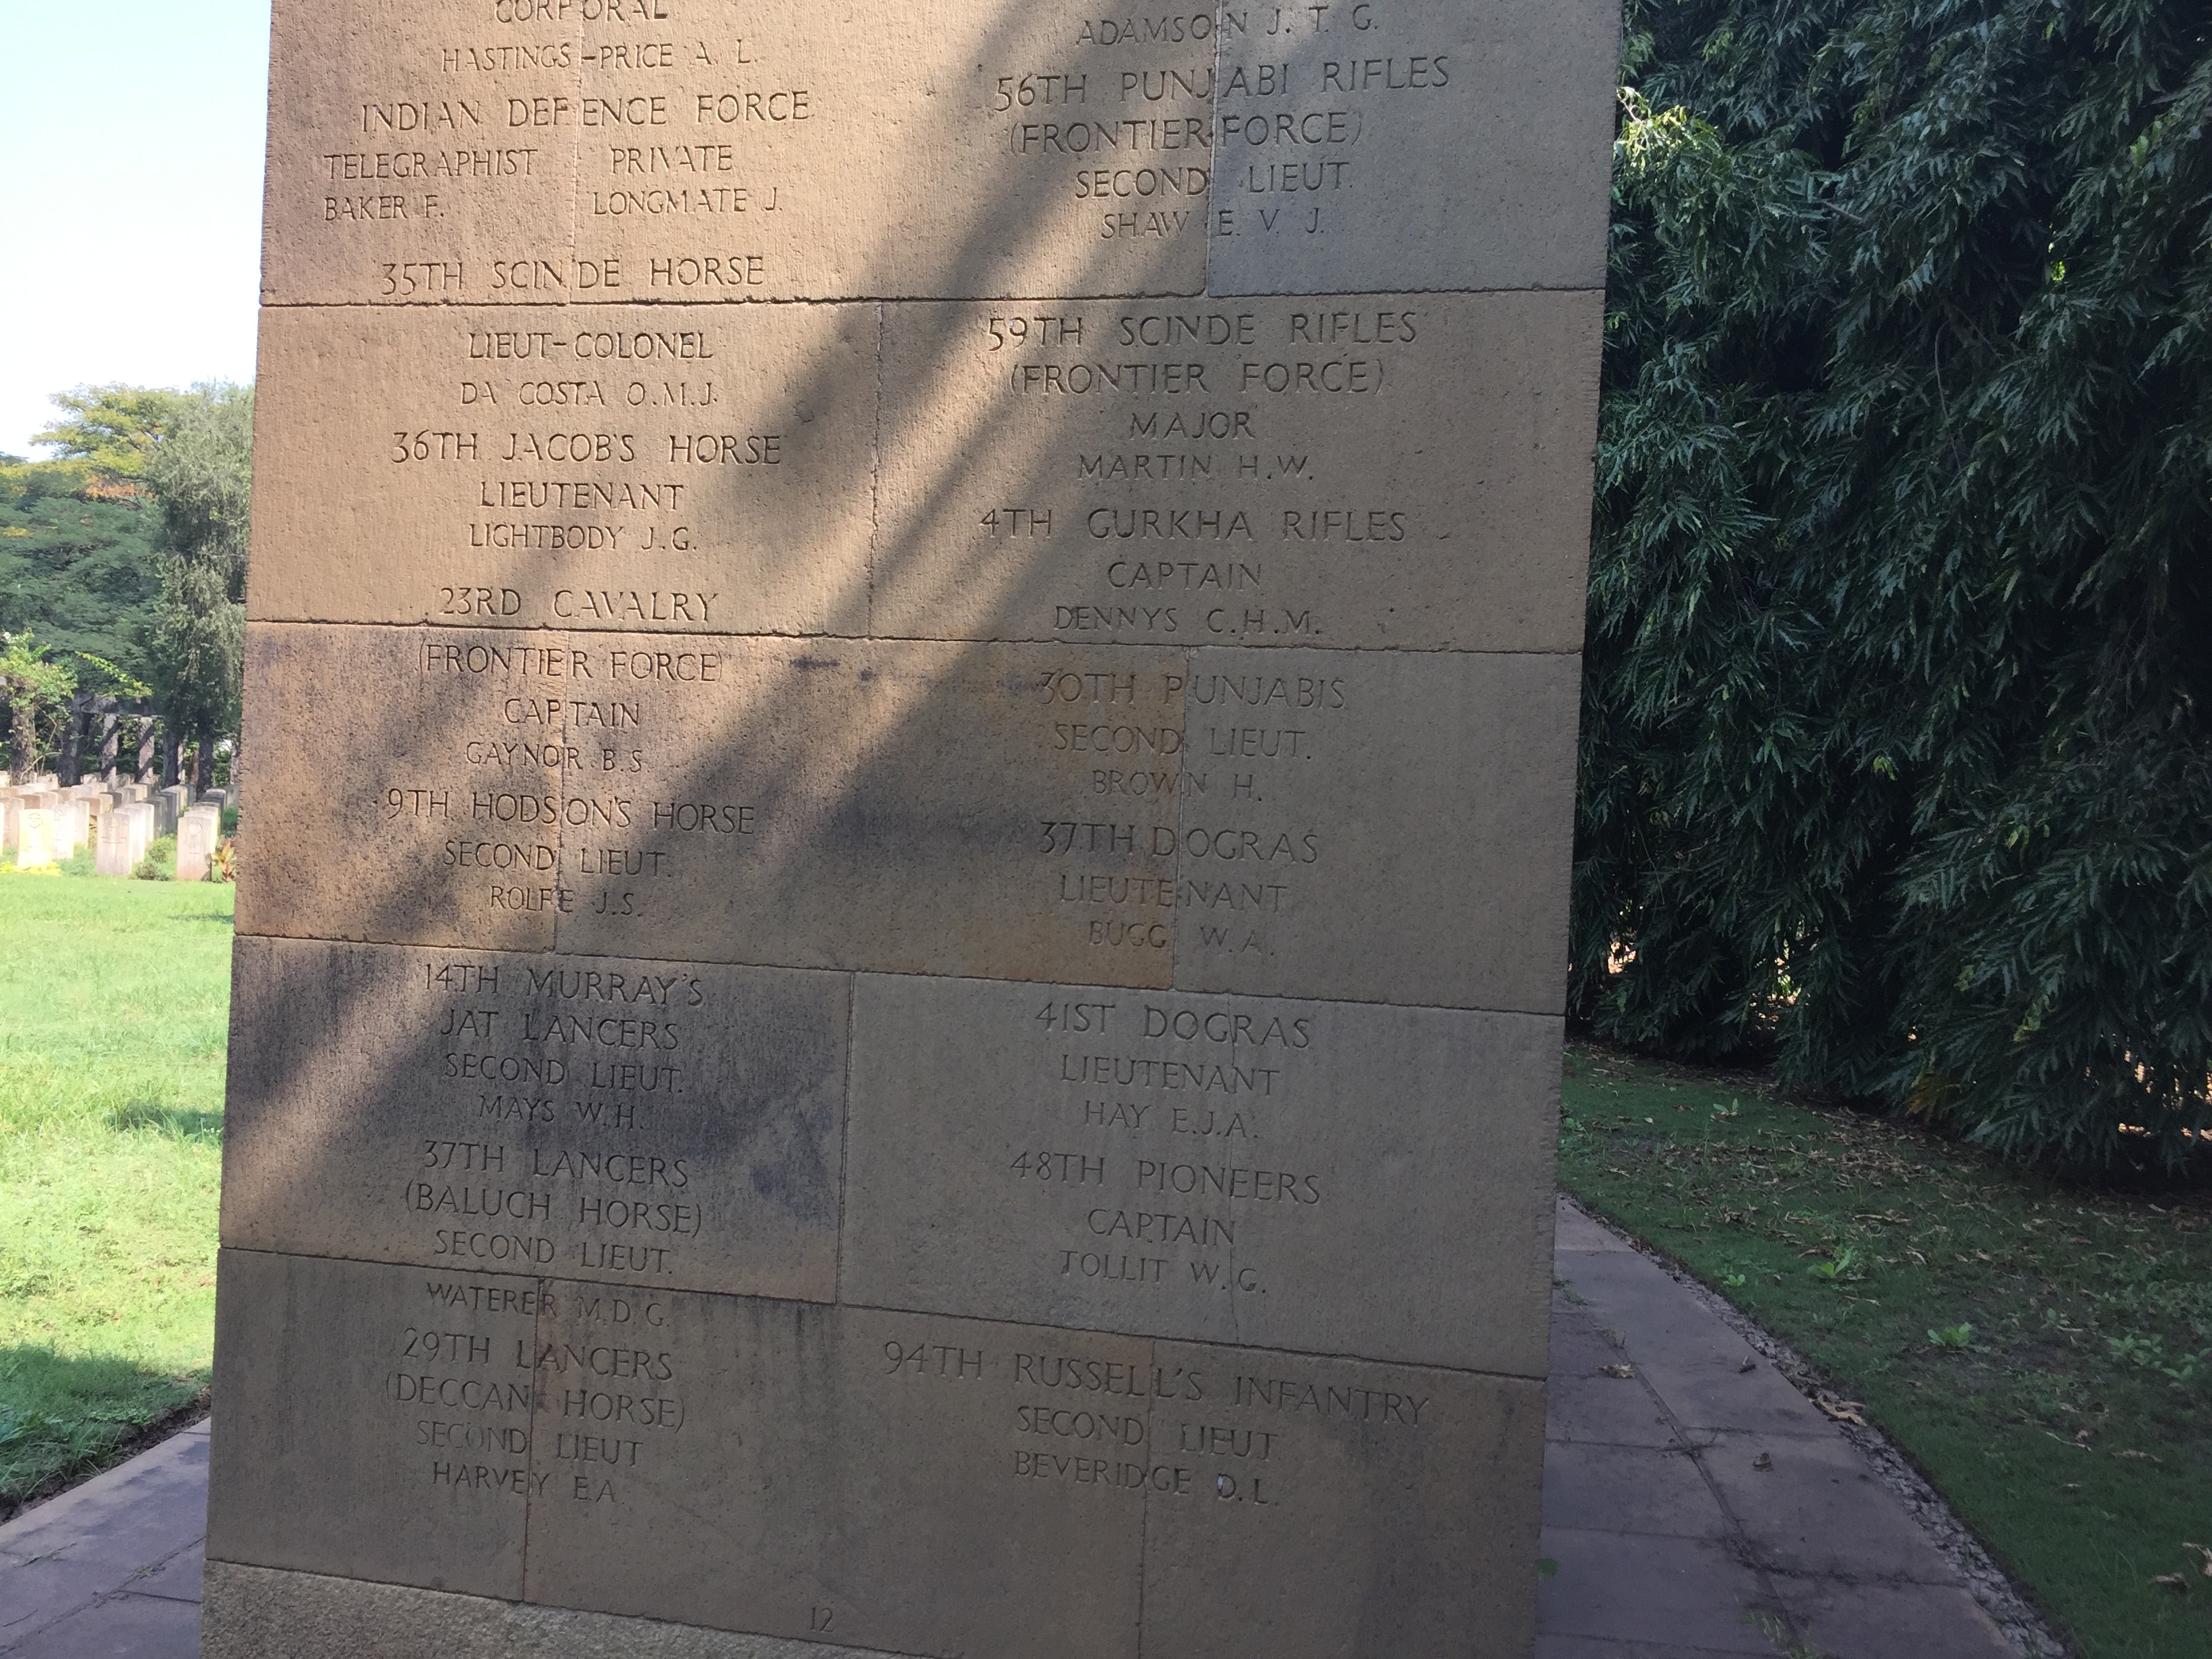 CORPORAL
HASTINGS-PRICE A. L.
INDIAN DEFENCE FORCE
TELEGRAPHIST PRIVATE
BAKER F. LONGMATE J.
35TH SCINDE HORSE
LIEUT-COLONEL
DA COSTA O.M.J.
36TH JACOB'S HORSE
LIEUTENANT
LIGHTBODY J.G.
23RD CAVALRY
(FRONTIER FORCE)
CAPTAIN
GAYNOR B.S.
9TH HODSON'S HORSE
SECOND LIEUT.
ROLFE J.S.
14TH MURRAY'S
JAT LANCERS
SECOND LIEUT.
MAYS W.H.
37TH LANCERS
(BALUCH HORSE)
SECOND LIEUT.
WATERER M.D.G.
29TH LANCERS
(DECCAN HORSE)
SECOND LIEUT
HARVEY E.A.
ADAMSON J. T. G.
56TH PUNJABI RIFLES
(FRONTIER FORCE)
SECOND LIEUT.
SHAW E. V. J.
59TH SCINDE RIFLES
(FRONTIER FORCE)
MAJOR
MARTIN H.W.
4TH GURKHA RIFLES
CAPTAIN
DENNYS C.H.M.
30TH PUNJABIS
SECOND LIEUT.
BROWN H.
37TH DOGRAS
LIEUTENANT
BUGG W.A.
41ST DOGRAS
LIEUTENANT
HAY E.J.A.
48TH PIONEERS
CAPTAIN
TOLLIT W.G.
94TH RUSSELL'S INFANTRY
SECOND LIEUT
BEVERIDGE D.L.
12